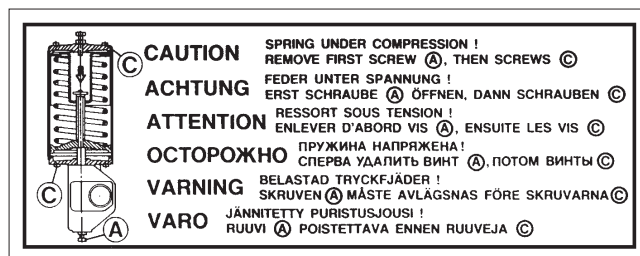 CAUTION SPRING UNDER COMPRESSION !
REMOVE FIRST SCREW Ⓐ, THEN SCREWS Ⓒ
ACHTUNG FEDER UNTER SPANNUNG !
ERST SCHRAUBE Ⓐ ÖFFNEN, DANN SCHRAUBEN Ⓒ
ATTENTION RESSORT SOUS TENSION !
ENLEVER D'ABORD VIS Ⓐ, ENSUITE LES VIS Ⓒ
ОСТОРОЖНО ПРУЖИНА НАПРЯЖЕНА!
СПЕРВА УДАЛИТЬ ВИНТ Ⓐ, ПОТОМ ВИНТЫ Ⓒ
VARNING BELASTAD TRYCKFJÄDER !
SKRUVEN Ⓐ MÅSTE AVLÄGSNAS FÖRE SKRUVARNA Ⓒ
VARO JÄNNITETTY PURISTUSJOUSI !
RUUVI Ⓐ POISTETTAVA ENNEN RUUVEJA Ⓒ
Ⓒ
Ⓒ
Ⓐ